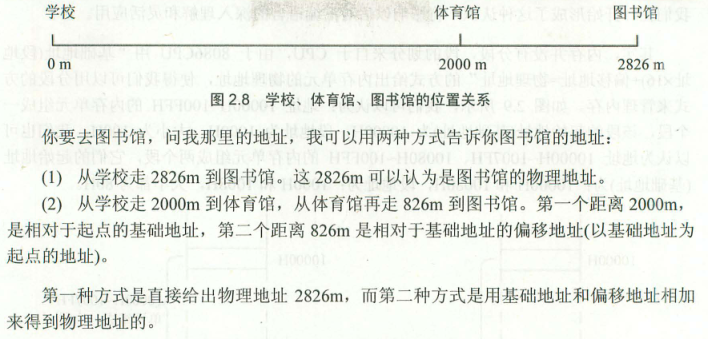 学校 体育馆 图书馆
0 m 2000 m 2826 m
图 2.8 学校、体育馆、图书馆的位置关系
你要去图书馆，问我那里的地址，我可以用两种方式告诉你图书馆的地址：
(1) 从学校走 2826m 到图书馆。这 2826m 可以认为是图书馆的物理地址。
(2) 从学校走 2000m 到体育馆，从体育馆再走 826m 到图书馆。第一个距离 2000m，
是相对于起点的基础地址，第二个距离 826m 是相对于基础地址的偏移地址(以基础地址为
起点的地址)。
第一种方式是直接给出物理地址 2826m，而第二种方式是用基础地址和偏移地址相加
来得到物理地址的。